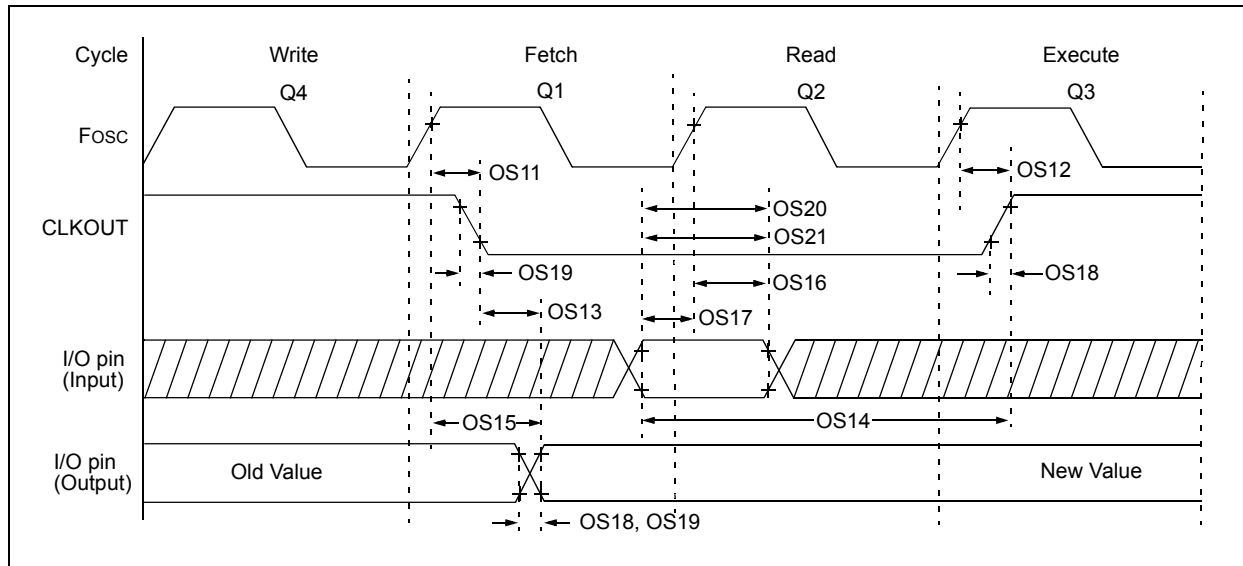 Cycle Write Fetch Read Execute
Q4 Q1 Q2 Q3
Fosc
OS11 OS12
CLKOUT
OS20
OS21
OS19 OS16 OS18
OS13 OS17
I/O pin
(Input)
OS15 OS14
I/O pin
(Output)
Old Value New Value
OS18, OS19